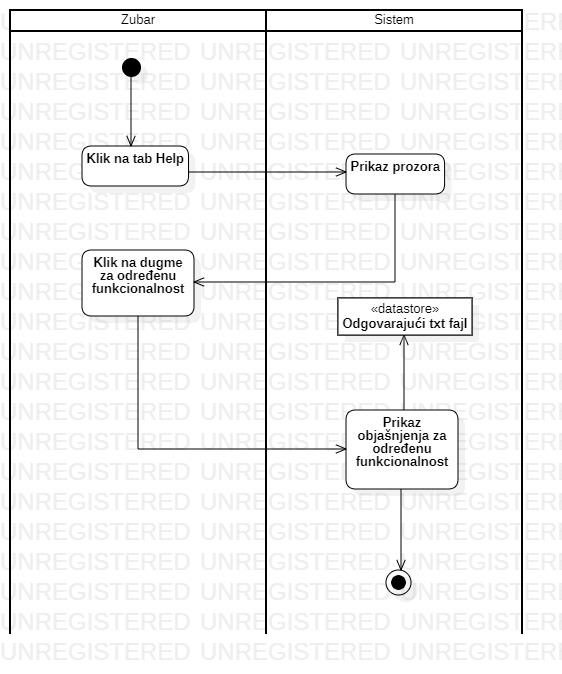 Zubar
Sistem
Klik na tab Help
Prikaz prozora
Klik na dugme
za određenu
funkcionalnost
«datastore»
Odgovarajući txt fajl
Prikaz
objašnjenja za
određenu
funkcionalnost
UNREGISTERED UNREGISTERED UNREGISTERI